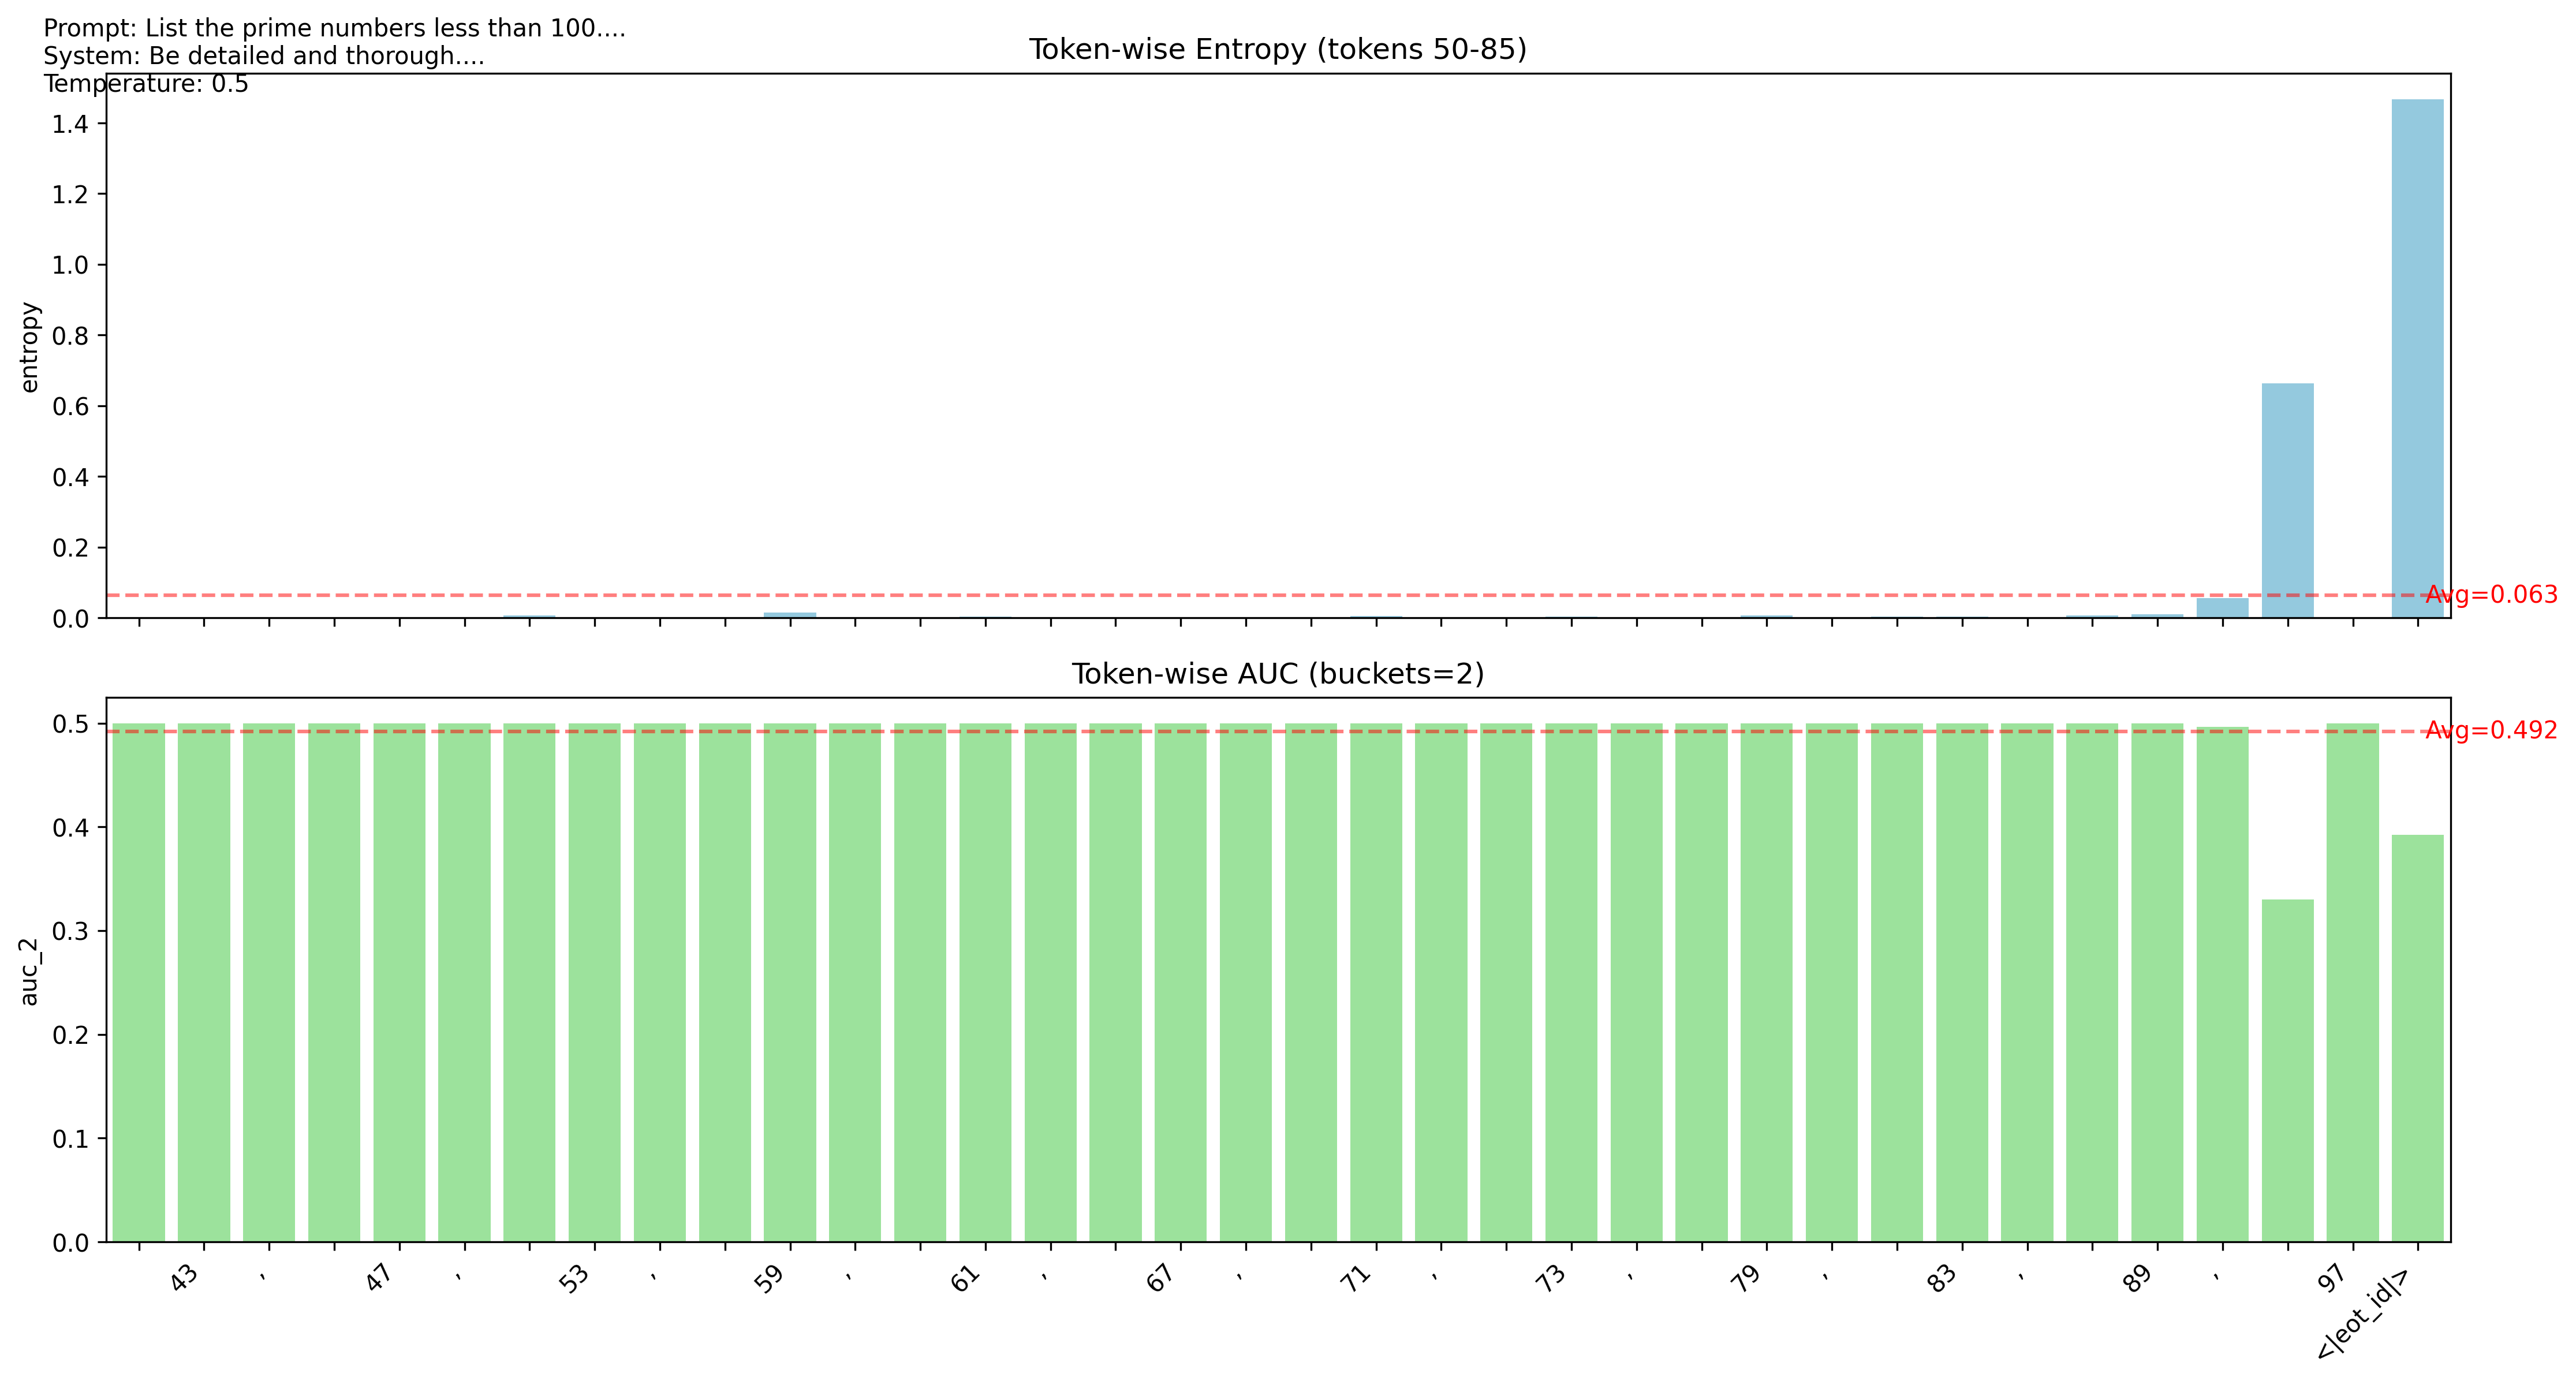 Prompt: List the prime numbers less than 100....
System: Be detailed and thorough....
Temperature: 0.5
Token-wise Entropy (tokens 50-85)
entropy
1.4
1.2
1.0
0.8
0.6
0.4
0.2
0.0
Avg=0.063
Token-wise AUC (buckets=2)
auc_2
0.5
0.4
0.3
0.2
0.1
0.0
Avg=0.492
43 , 47 , 53 , 59 , 61 , 67 , 71 , 73 , 79 , 83 , 89 , 97 <|eot_id|>